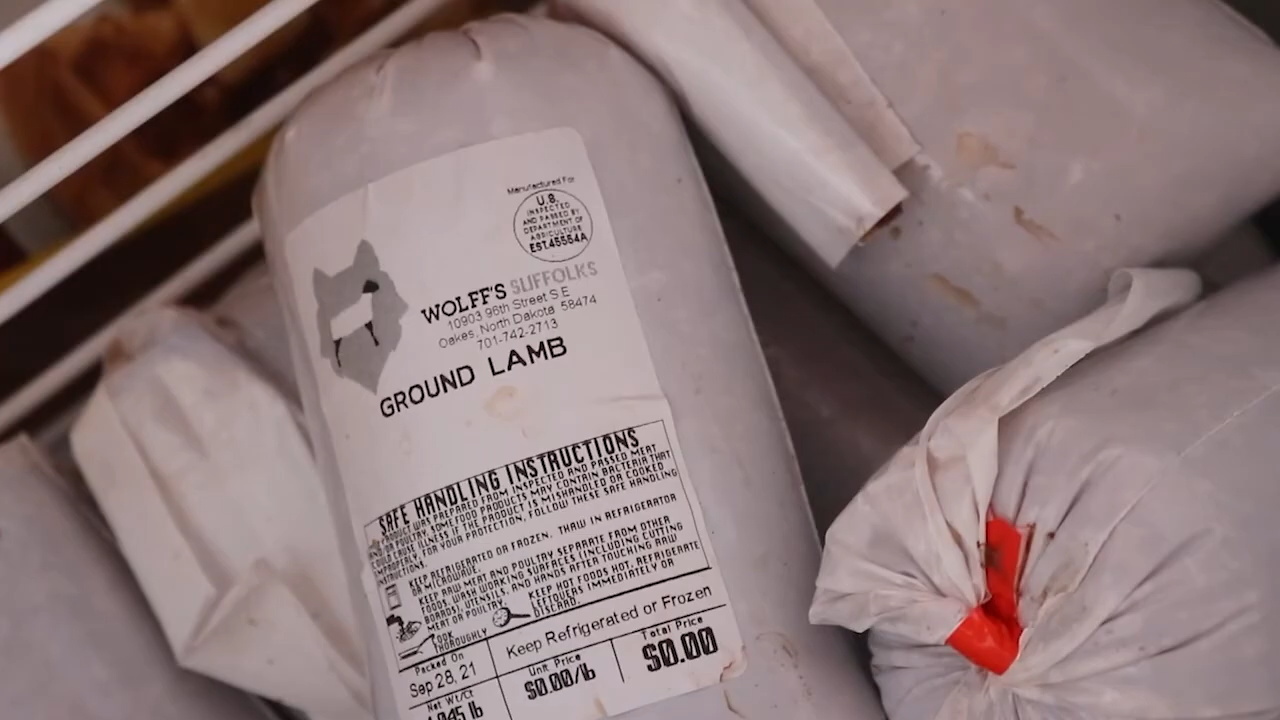 Manufactured For
U.S.
INSPECTED
AND PASSED BY
DEPARTMENT OF
AGRICULTURE
EST.45554A
WOLFF'S SUFFOLKS
10903 96th Street S E
Oakes, North Dakota 58474
701-742-2713
GROUND LAMB
SAFE HANDLING INSTRUCTIONS
PRODUCT WAS PREPARED FROM INSPECTED AND PASSED MEAT
AND/OR POULTRY. SOME FOOD PRODUCTS MAY CONTAIN BACTERIA THAT
COULD CAUSE ILLNESS IF THE PRODUCT IS MISHANDLED OR COOKED
IMPROPERLY. FOR YOUR PROTECTION, FOLLOW THESE SAFE HANDLING
INSTRUCTIONS.
KEEP REFRIGERATED OR FROZEN. THAW IN REFRIGERATOR
OR MICROWAVE.
KEEP RAW MEAT AND POULTRY SEPARATE FROM OTHER
FOODS. WASH WORKING SURFACES (INCLUDING CUTTING
BOARDS), UTENSILS, AND HANDS AFTER TOUCHING RAW
MEAT OR POULTRY.
KEEP HOT FOODS HOT. REFRIGERATE
LEFTOVERS IMMEDIATELY OR
DISCARD.
COOK
THOROUGHLY
Packed On
Sep 28, 21
Keep Refrigerated or Frozen
Net Wt/Ct
Unit Price
$0.00/lb
Total Price
$0.00